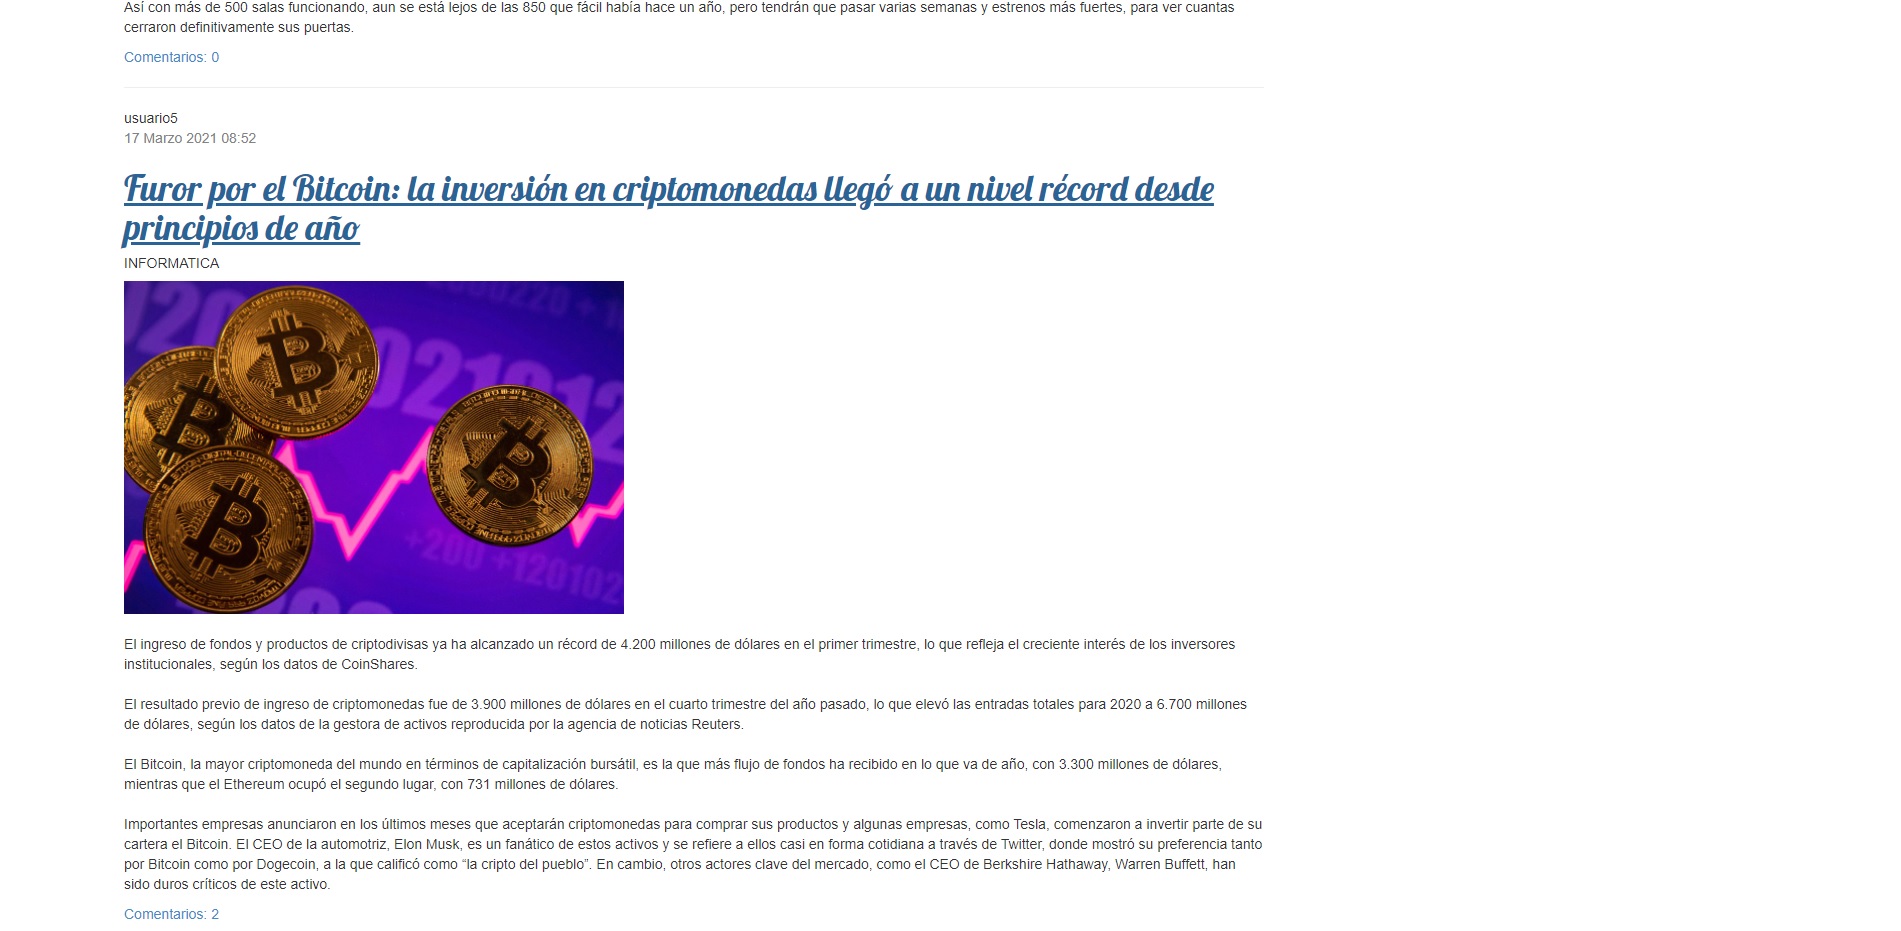 Así con más de 500 salas funcionando, aun se está lejos de las 850 que fácil había hace un año, pero tendrán que pasar varias semanas y estrenos más fuertes, para ver cuantas
cerraron definitivamente sus puertas.
Comentarios: 0
usuario5
17 Marzo 2021 08:52
Furor por el Bitcoin: la inversión en criptomonedas llegó a un nivel récord desde
principios de año
INFORMATICA
El ingreso de fondos y productos de criptodivisas ya ha alcanzado un récord de 4.200 millones de dólares en el primer trimestre, lo que refleja el creciente interés de los inversores
institucionales, según los datos de CoinShares.
El resultado previo de ingreso de criptomonedas fue de 3.900 millones de dólares en el cuarto trimestre del año pasado, lo que elevó las entradas totales para 2020 a 6.700 millones
de dólares, según los datos de la gestora de activos reproducida por la agencia de noticias Reuters.
El Bitcoin, la mayor criptomoneda del mundo en términos de capitalización bursátil, es la que más flujo de fondos ha recibido en lo que va de año, con 3.300 millones de dólares,
mientras que el Ethereum ocupó el segundo lugar, con 731 millones de dólares.
Importantes empresas anunciaron en los últimos meses que aceptarán criptomonedas para comprar sus productos y algunas empresas, como Tesla, comenzaron a invertir parte de su
cartera el Bitcoin. El CEO de la automotriz, Elon Musk, es un fanático de estos activos y se refiere a ellos casi en forma cotidiana a través de Twitter, donde mostró su preferencia tanto
por Bitcoin como por Dogecoin, a la que calificó como “la cripto del pueblo”. En cambio, otros actores clave del mercado, como el CEO de Berkshire Hathaway, Warren Buffett, han
sido duros críticos de este activo.
Comentarios: 2